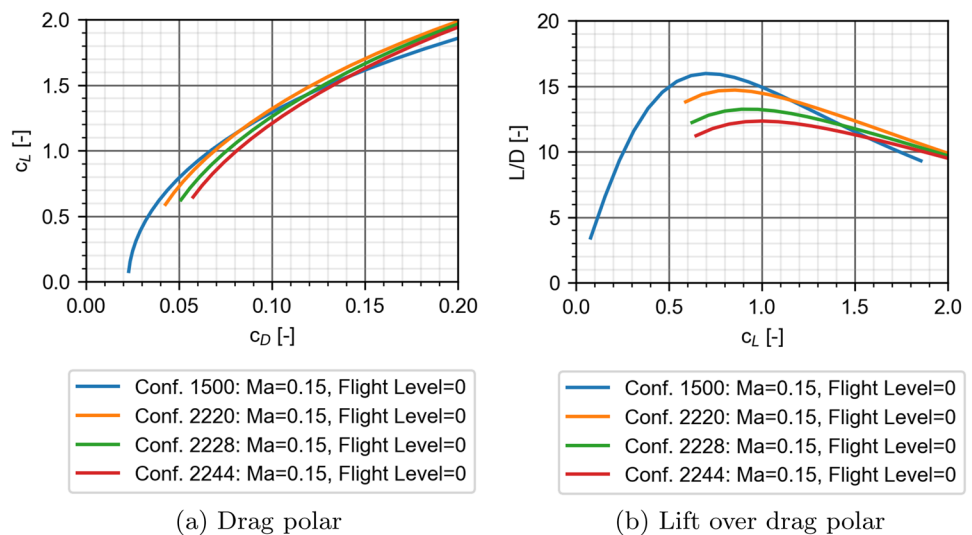 2.0
1.5
1.0
0.5
0.0
0.00 0.05 0.10 0.15 0.20
c_L [-]
c_D [-]
Conf. 1500: Ma=0.15, Flight Level=0
Conf. 2220: Ma=0.15, Flight Level=0
Conf. 2228: Ma=0.15, Flight Level=0
Conf. 2244: Ma=0.15, Flight Level=0
(a) Drag polar
20
15
10
5
0
0.0 0.5 1.0 1.5 2.0
L/D [-]
c_L [-]
Conf. 1500: Ma=0.15, Flight Level=0
Conf. 2220: Ma=0.15, Flight Level=0
Conf. 2228: Ma=0.15, Flight Level=0
Conf. 2244: Ma=0.15, Flight Level=0
(b) Lift over drag polar